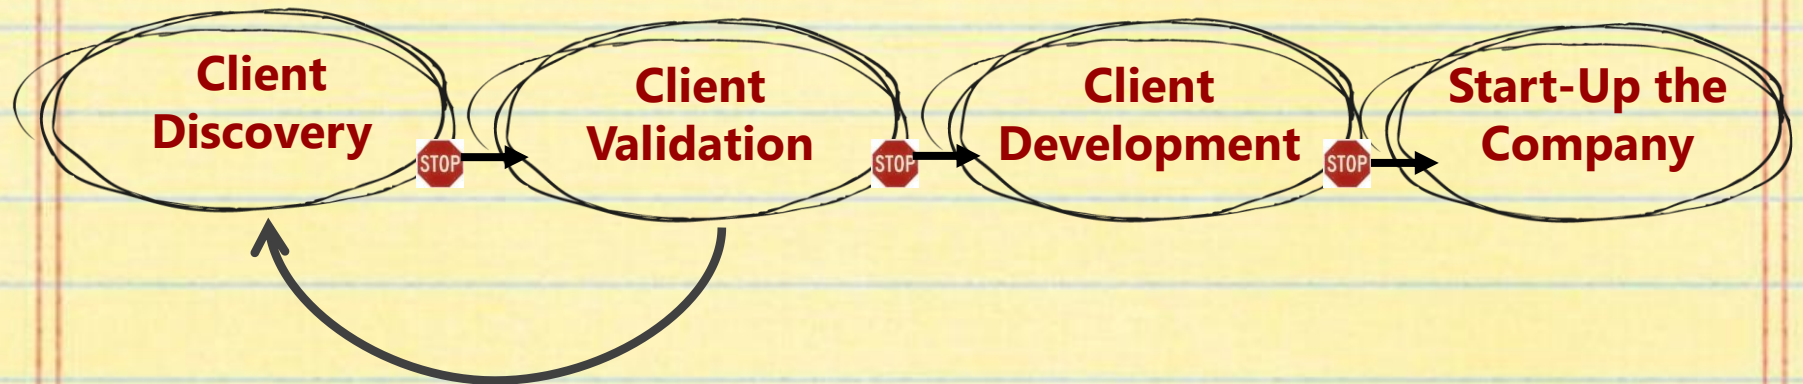 Client
Discovery
STOP
Client
Validation
STOP
Client
Development
STOP
Start-Up the
Company